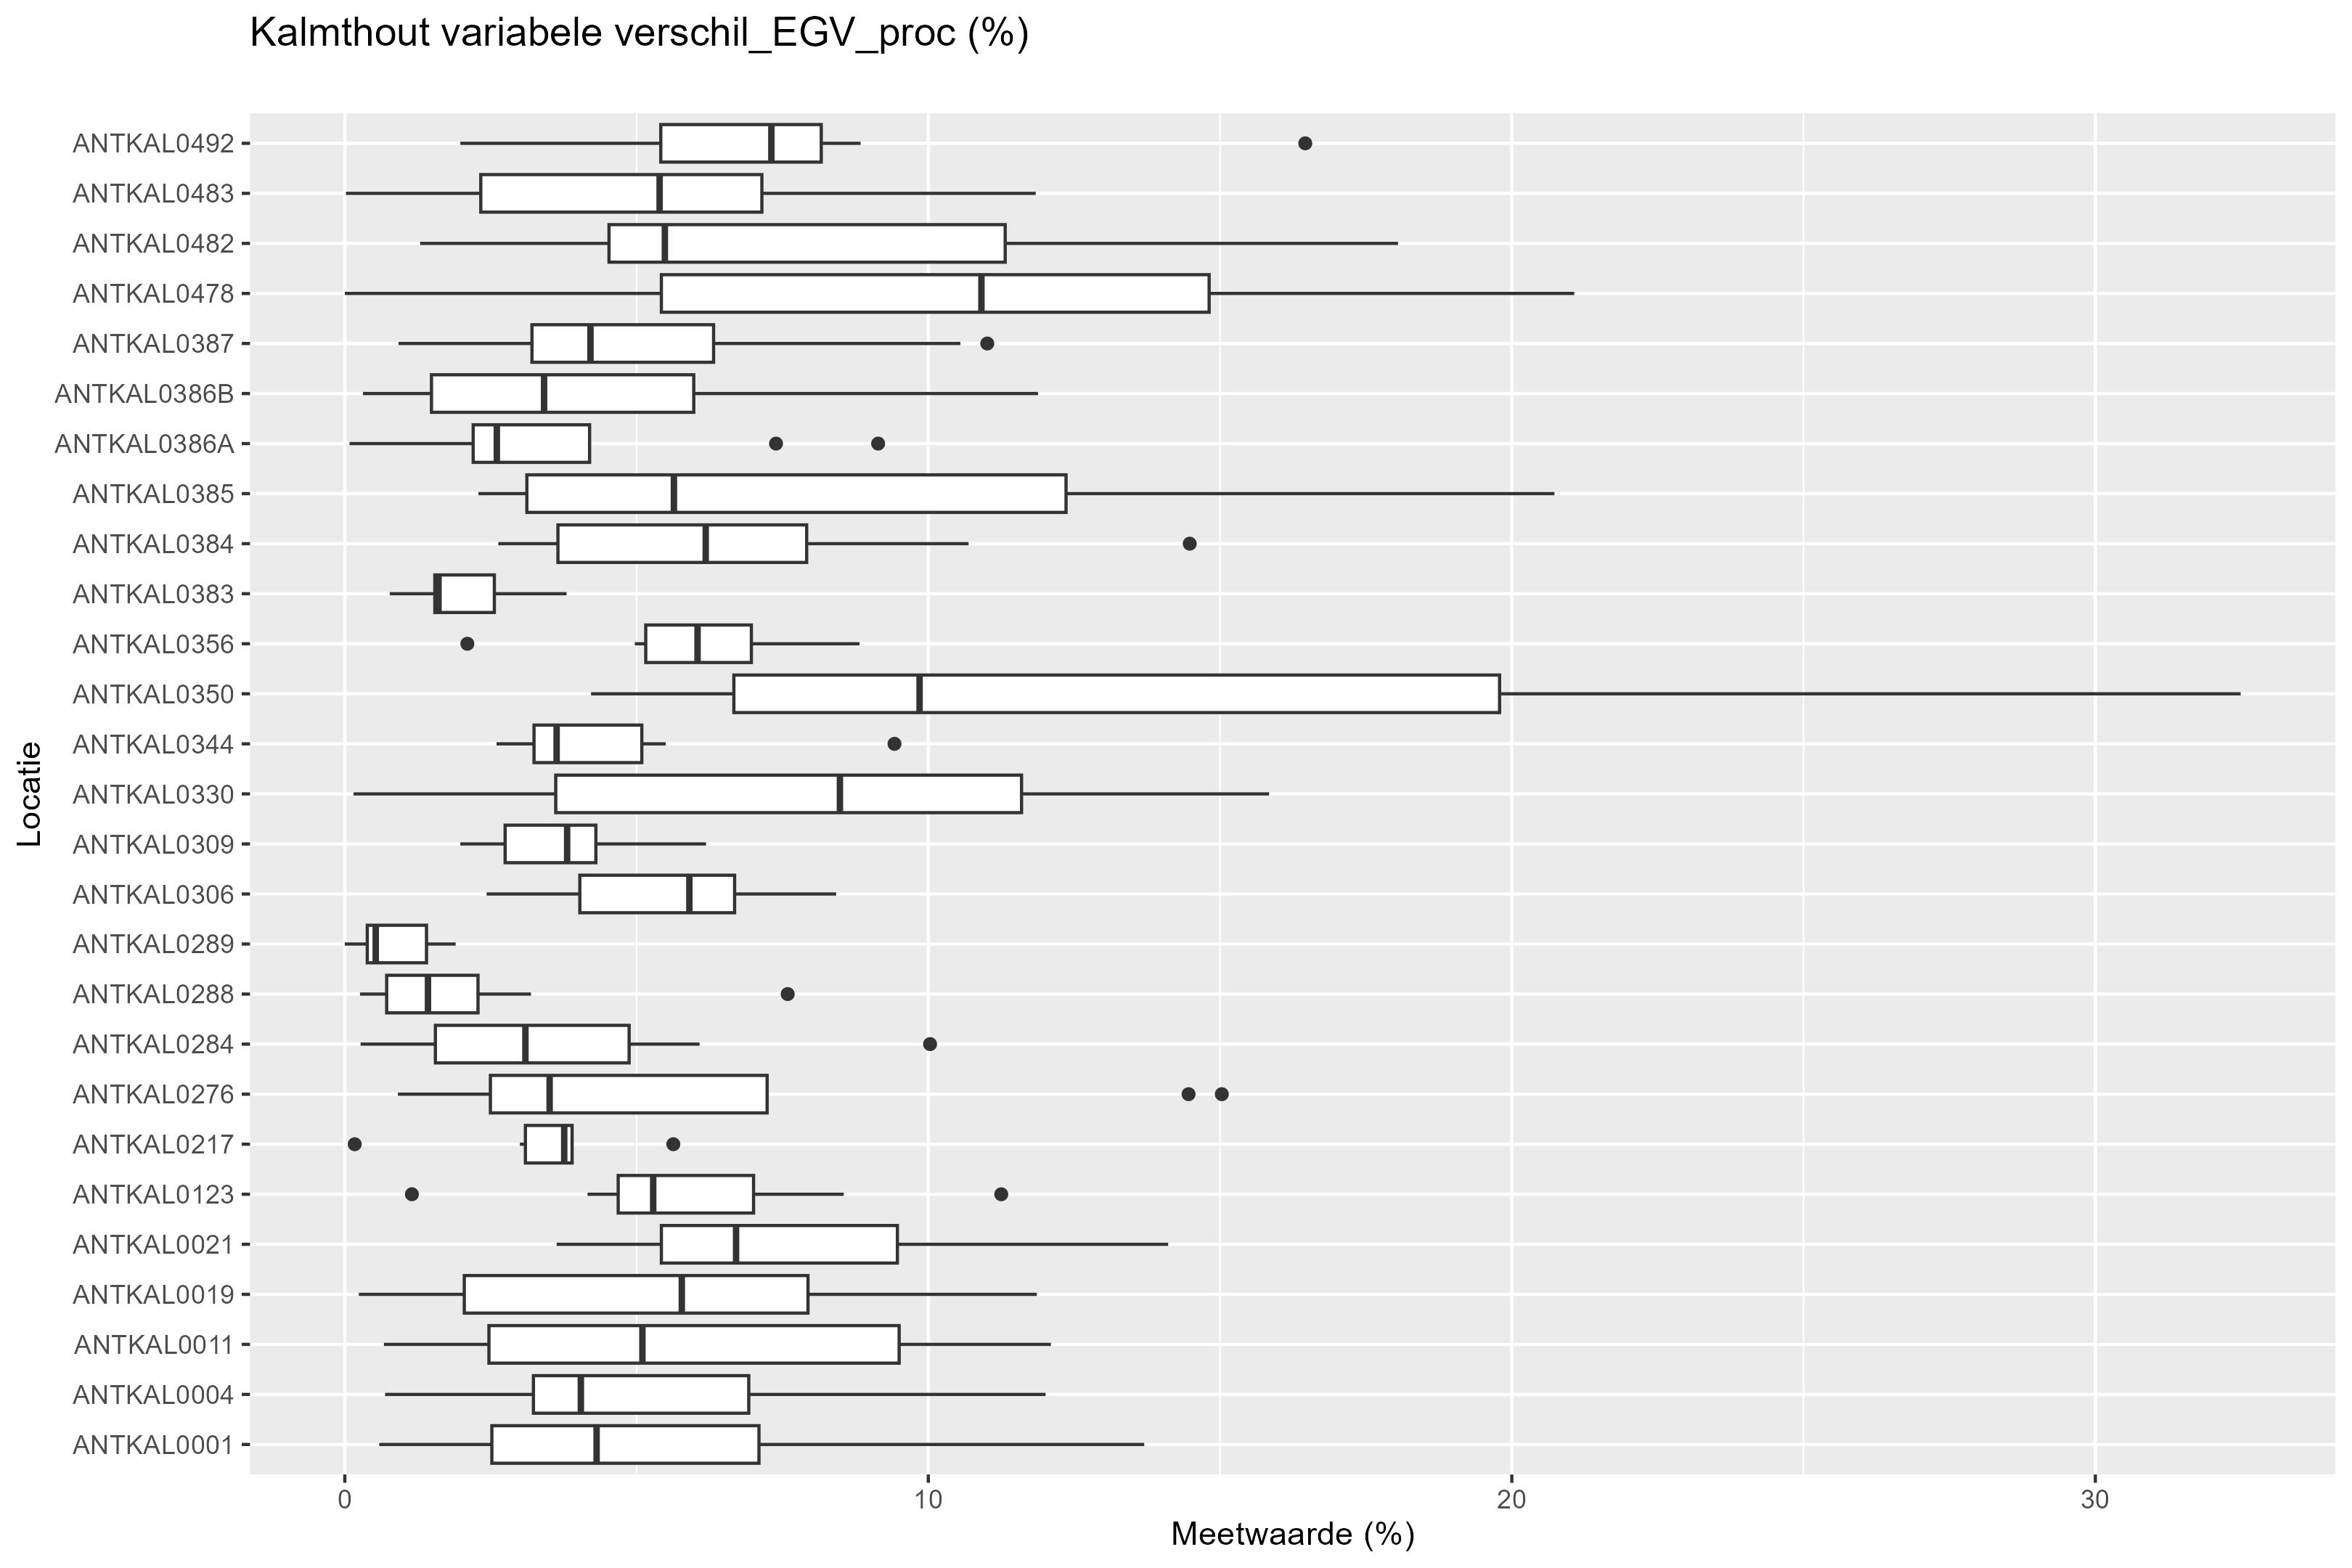 Kalmthout variabele verschil_EGV_proc (%)
ANTKAL0492
ANTKAL0483
ANTKAL0482
ANTKAL0478
ANTKAL0387
ANTKAL0386B
ANTKAL0386A
ANTKAL0385
ANTKAL0384
ANTKAL0383
ANTKAL0356
ANTKAL0350
ANTKAL0344
ANTKAL0330
ANTKAL0309
ANTKAL0306
ANTKAL0289
ANTKAL0288
ANTKAL0284
ANTKAL0276
ANTKAL0217
ANTKAL0123
ANTKAL0021
ANTKAL0019
ANTKAL0011
ANTKAL0004
ANTKAL0001
Locatie
0 10 20 30
Meetwaarde (%)